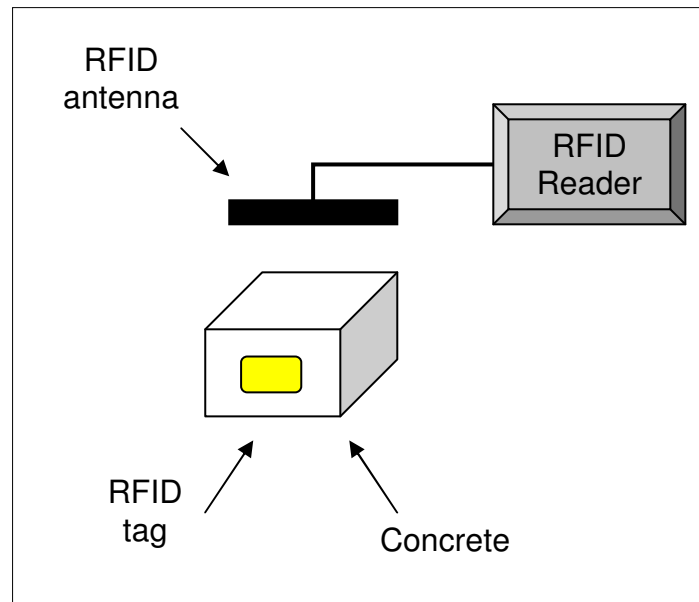 RFID
antenna
RFID
Reader
RFID
tag
Concrete